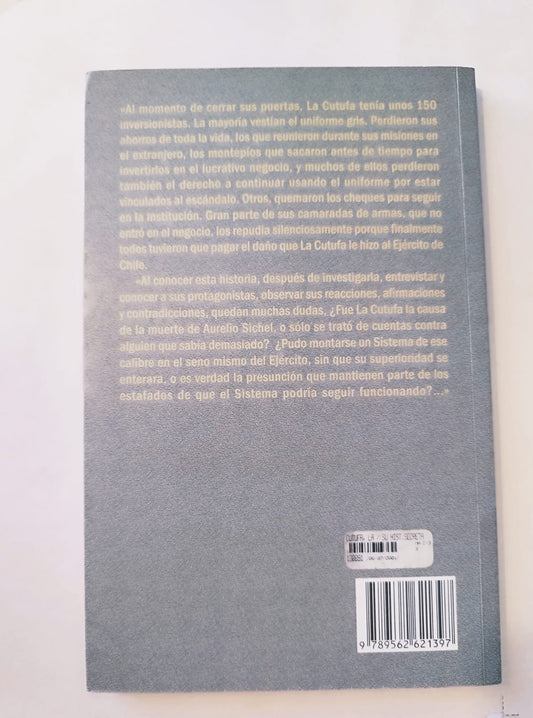 «Al momento de cerrar sus puertas, La Cutufa tenía unos 150
inversionistas. La mayoría vestían el uniforme gris. Perdieron sus
ahorros de toda la vida, los que reunieron durante sus misiones en
el extranjero, los montepíos que sacaron antes de tiempo para
invertirlos en el lucrativo negocio, y muchos de ellos perdieron
también el derecho a continuar usando el uniforme por estar
vinculados al escándalo. Otros, quemaron los cheques para seguir
en la institución. Gran parte de sus camaradas de armas, que no
entró en el negocio, los repudia silenciosamente porque finalmente
todos tuvieron que pagar el daño que La Cutufa le hizo al Ejército de
Chile.
«Al conocer esta historia, después de investigarla, entrevistar y
conocer a sus protagonistas, observar sus reacciones, afirmaciones
y contradicciones, quedan muchas dudas, ¿Fue La Cutufa la causa
de la muerte de Aurelio Sichel, o sólo se trató de cuentas contra
alguien que sabía demasiado? ¿Pudo montarse un Sistema de ese
calibre en el seno mismo del Ejército, sin que su superioridad se
enterara, o es verdad la presunción que mantienen parte de los
estafados de que el Sistema podría seguir funcionando?...»
CUTUFA, LA / SU HIST.SECRETA
9 789562 621397